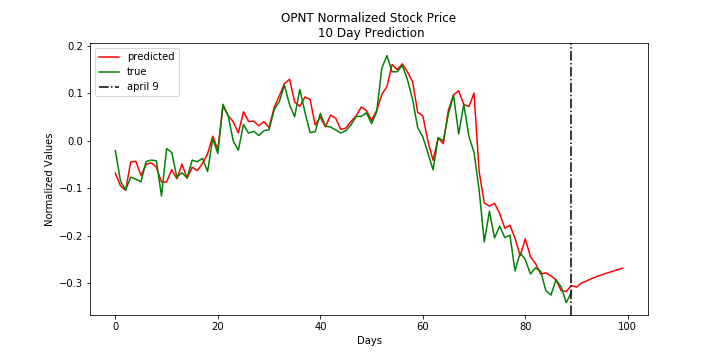 OPNT Normalized Stock Price
10 Day Prediction
predicted
true
april 9
Normalized Values
0.2
0.1
0.0
−0.1
−0.2
−0.3
0
20
40
60
80
100
Days